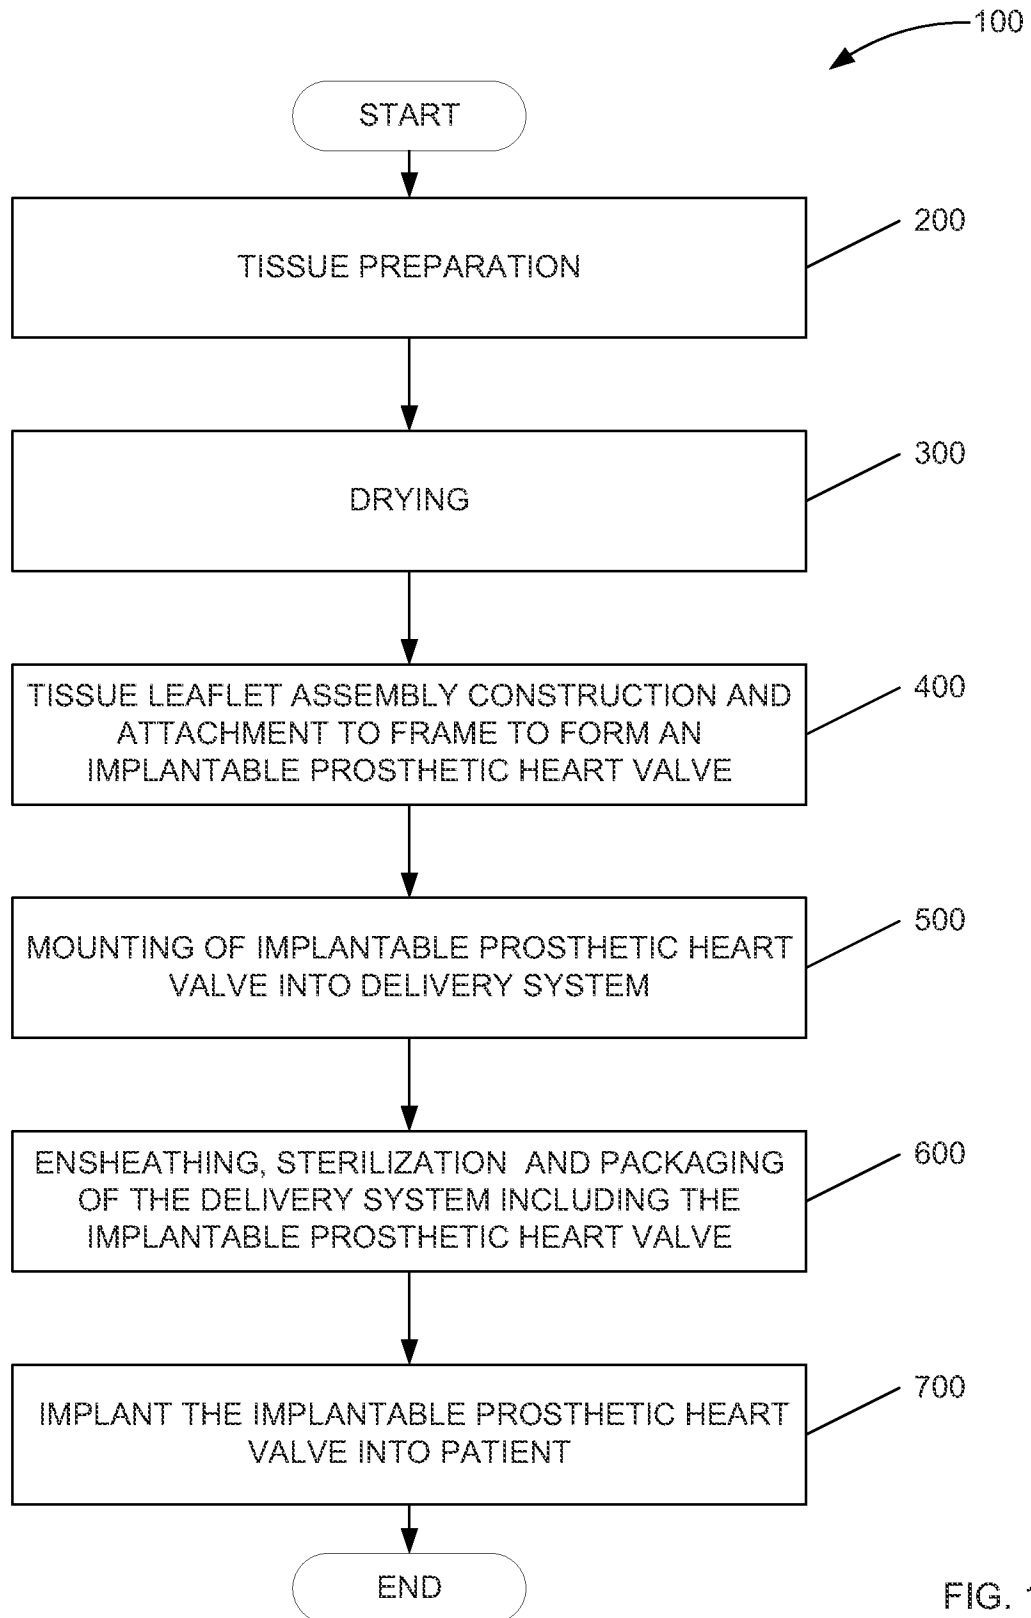 100
START
200
TISSUE PREPARATION
300
DRYING
400
TISSUE LEAFLET ASSEMBLY CONSTRUCTION AND
ATTACHMENT TO FRAME TO FORM AN
IMPLANTABLE PROSTHETIC HEART VALVE
500
MOUNTING OF IMPLANTABLE PROSTHETIC HEART
VALVE INTO DELIVERY SYSTEM
600
ENSHEATHING, STERILIZATION AND PACKAGING
OF THE DELIVERY SYSTEM INCLUDING THE
IMPLANTABLE PROSTHETIC HEART VALVE
700
IMPLANT THE IMPLANTABLE PROSTHETIC HEART
VALVE INTO PATIENT
END
FIG. 1